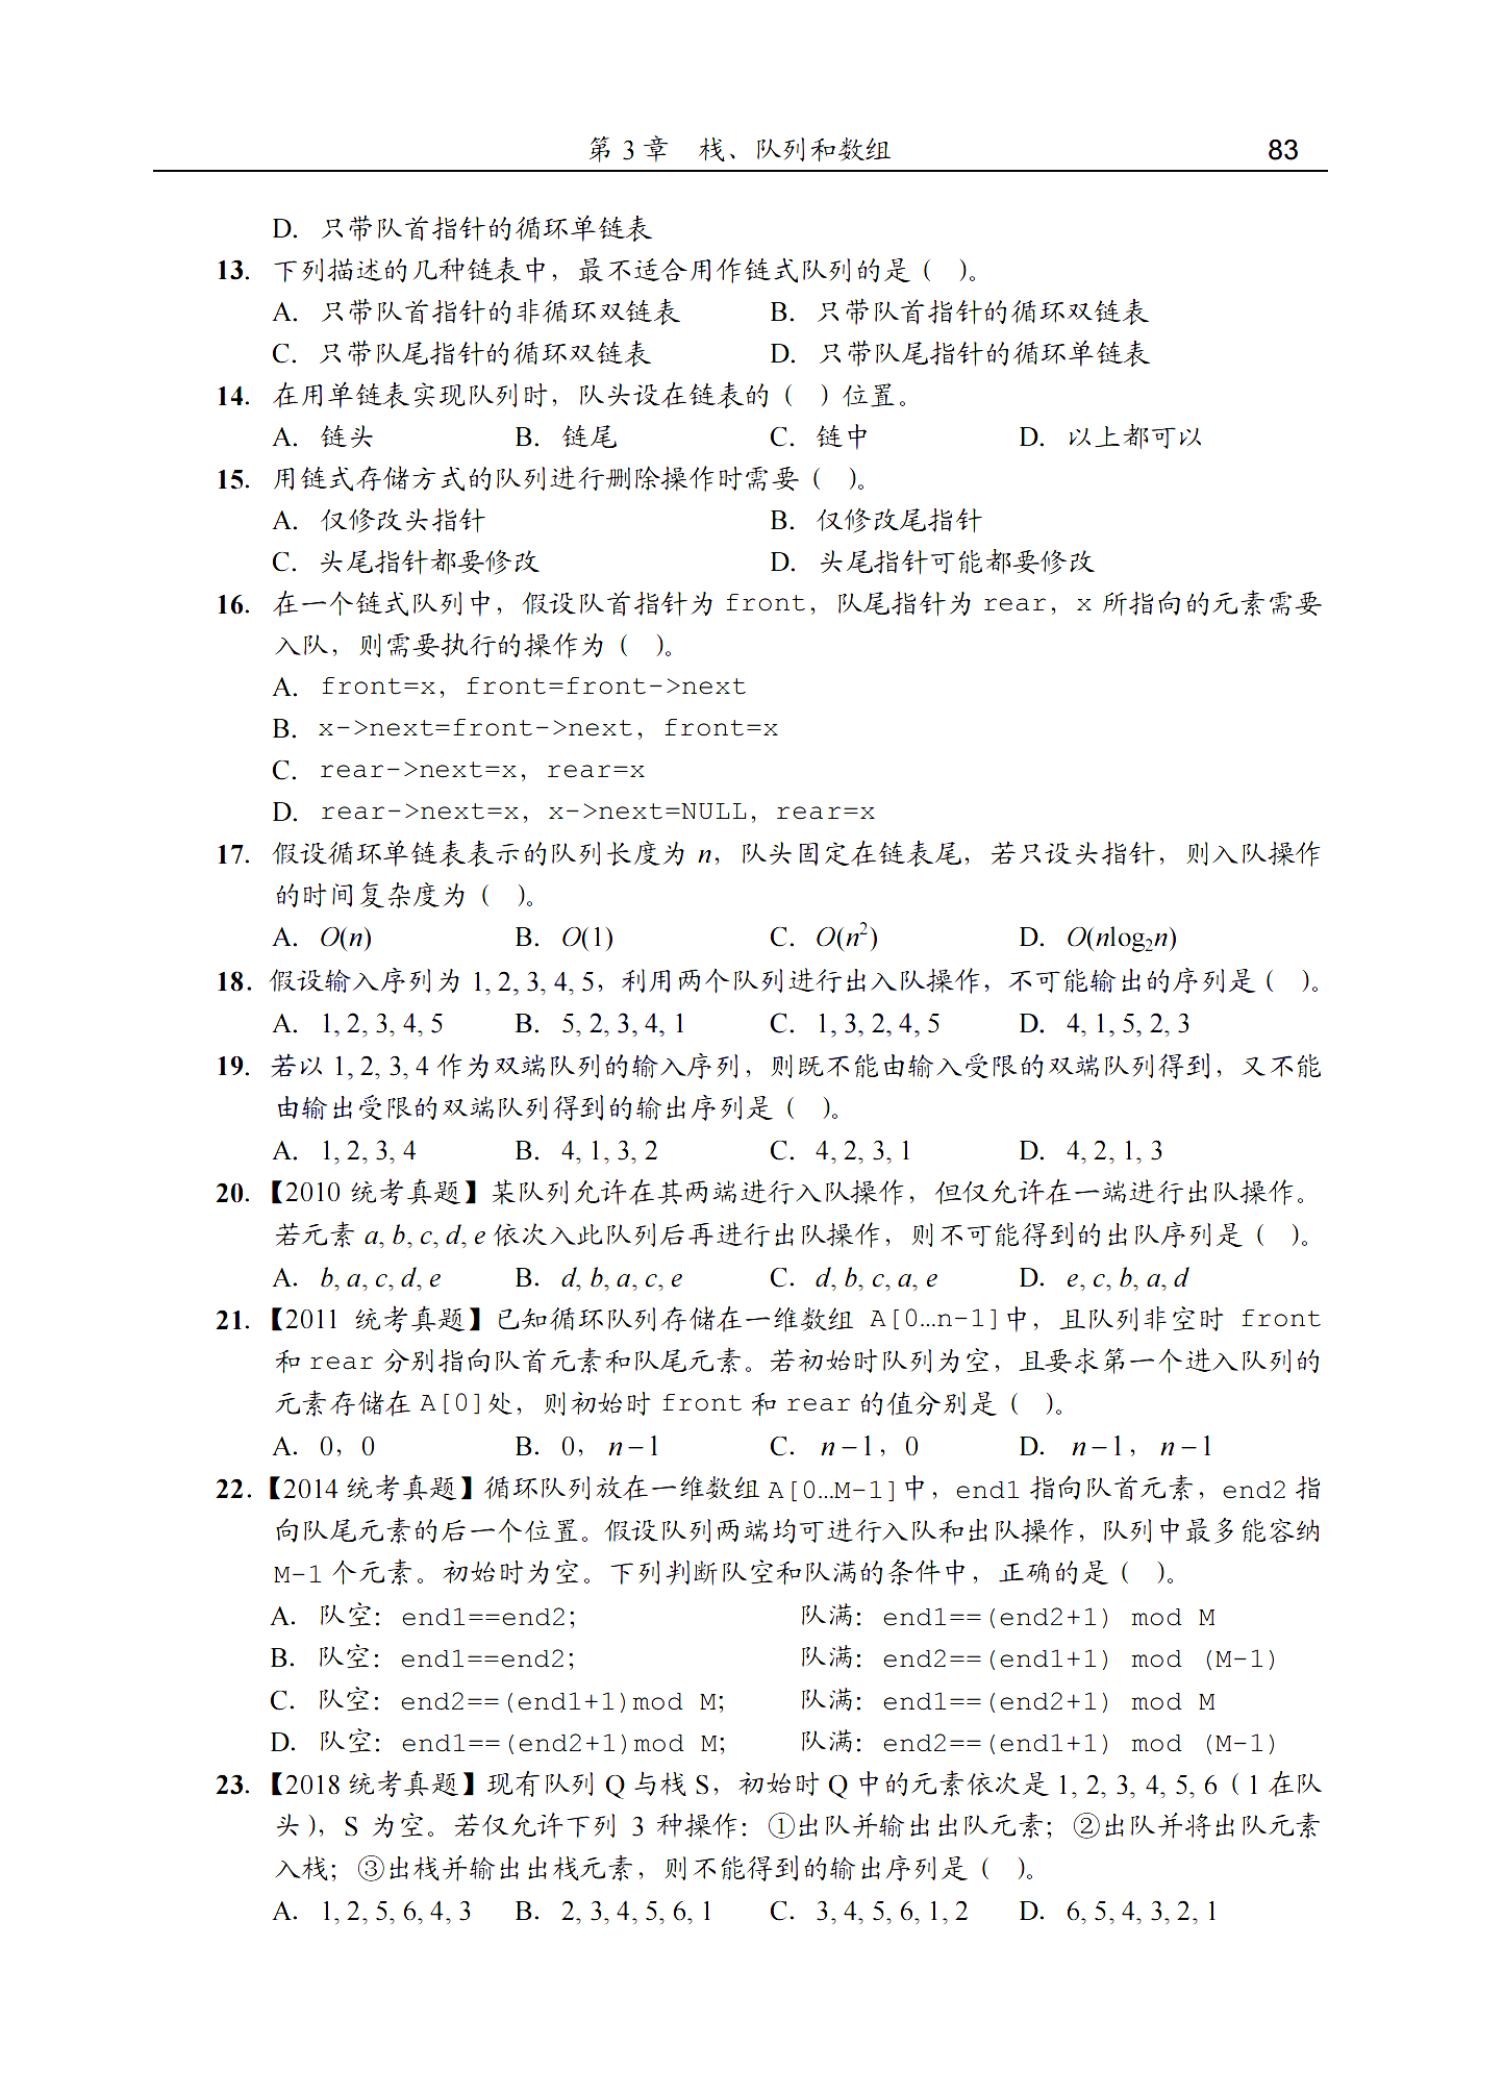 第 3 章 栈、队列和数组 83
D. 只带队首指针的循环单链表
13. 下列描述的几种链表中，最不适合用作链式队列的是（ ）。
A. 只带队首指针的非循环双链表 B. 只带队首指针的循环双链表
C. 只带队尾指针的循环双链表 D. 只带队尾指针的循环单链表
14. 在用单链表实现队列时，队头设在链表的（ ）位置。
A. 链头 B. 链尾 C. 链中 D. 以上都可以
15. 用链式存储方式的队列进行删除操作时需要（ ）。
A. 仅修改头指针 B. 仅修改尾指针
C. 头尾指针都要修改 D. 头尾指针可能都要修改
16. 在一个链式队列中，假设队首指针为 front，队尾指针为 rear，x 所指向的元素需要
入队，则需要执行的操作为（ ）。
A. front=x，front=front->next
B. x->next=front->next，front=x
C. rear->next=x，rear=x
D. rear->next=x，x->next=NULL，rear=x
17. 假设循环单链表表示的队列长度为 n，队头固定在链表尾，若只设头指针，则入队操作
的时间复杂度为（ ）。
A. O(n) B. O(1) C. O(n²) D. O(nlog₂n)
18. 假设输入序列为 1, 2, 3, 4, 5，利用两个队列进行出入队操作，不可能输出的序列是（ ）。
A. 1, 2, 3, 4, 5 B. 5, 2, 3, 4, 1 C. 1, 3, 2, 4, 5 D. 4, 1, 5, 2, 3
19. 若以 1, 2, 3, 4 作为双端队列的输入序列，则既不能由输入受限的双端队列得到，又不能
由输出受限的双端队列得到的输出序列是（ ）。
A. 1, 2, 3, 4 B. 4, 1, 3, 2 C. 4, 2, 3, 1 D. 4, 2, 1, 3
20. 【2010 统考真题】某队列允许在其两端进行入队操作，但仅允许在一端进行出队操作。
若元素 a, b, c, d, e 依次入此队列后再进行出队操作，则不可能得到的出队序列是（ ）。
A. b, a, c, d, e B. d, b, a, c, e C. d, b, c, a, e D. e, c, b, a, d
21. 【2011 统考真题】已知循环队列存储在一维数组 A[0…n-1]中，且队列非空时 front
和 rear 分别指向队首元素和队尾元素。若初始时队列为空，且要求第一个进入队列的
元素存储在 A[0]处，则初始时 front 和 rear 的值分别是（ ）。
A. 0，0 B. 0，n−1 C. n−1，0 D. n−1，n−1
22. 【2014 统考真题】循环队列放在一维数组 A[0…M-1]中，end1 指向队首元素，end2 指
向队尾元素的后一个位置。假设队列两端均可进行入队和出队操作，队列中最多能容纳
M-1 个元素。初始时为空。下列判断队空和队满的条件中，正确的是（ ）。
A. 队空：end1==end2; 队满：end1==(end2+1) mod M
B. 队空：end1==end2; 队满：end2==(end1+1) mod (M-1)
C. 队空：end2==(end1+1)mod M; 队满：end1==(end2+1) mod M
D. 队空：end1==(end2+1)mod M; 队满：end2==(end1+1) mod (M-1)
23. 【2018 统考真题】现有队列 Q 与栈 S，初始时 Q 中的元素依次是 1, 2, 3, 4, 5, 6（1 在队
头），S 为空。若仅允许下列 3 种操作：①出队并输出出队元素；②出队并将出队元素
入栈；③出栈并输出出栈元素，则不能得到的输出序列是（ ）。
A. 1, 2, 5, 6, 4, 3 B. 2, 3, 4, 5, 6, 1 C. 3, 4, 5, 6, 1, 2 D. 6, 5, 4, 3, 2, 1